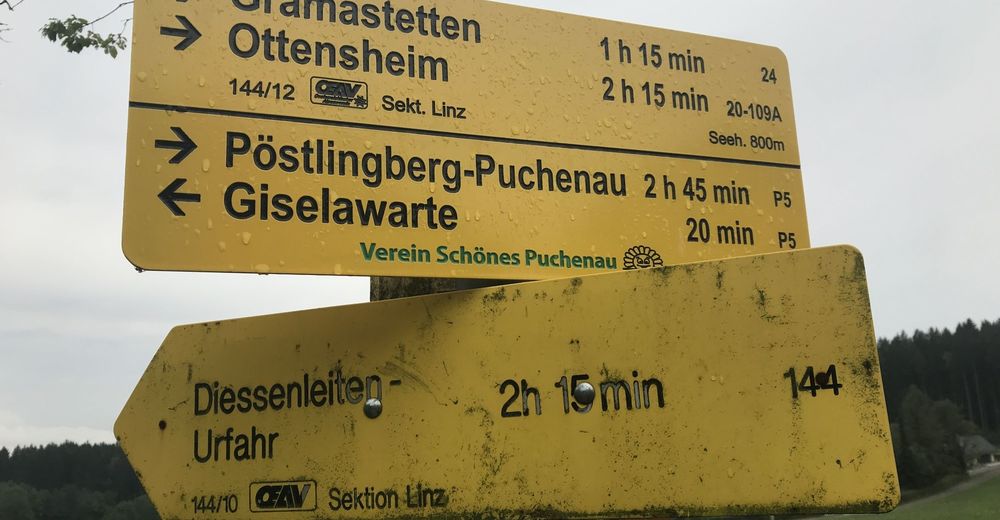 Gramastetten 1 h 15 min 24
Ottensheim 2 h 15 min 20-109A
144/12 OEAV Sekt. Linz Seeh. 800m
Pöstlingberg-Puchenau 2 h 45 min P5
Giselawarte 20 min P5
Verein Schönes Puchenau
Diessenleiten- 2h 15 min 144
Urfahr
144/10 OEAV Sektion Linz